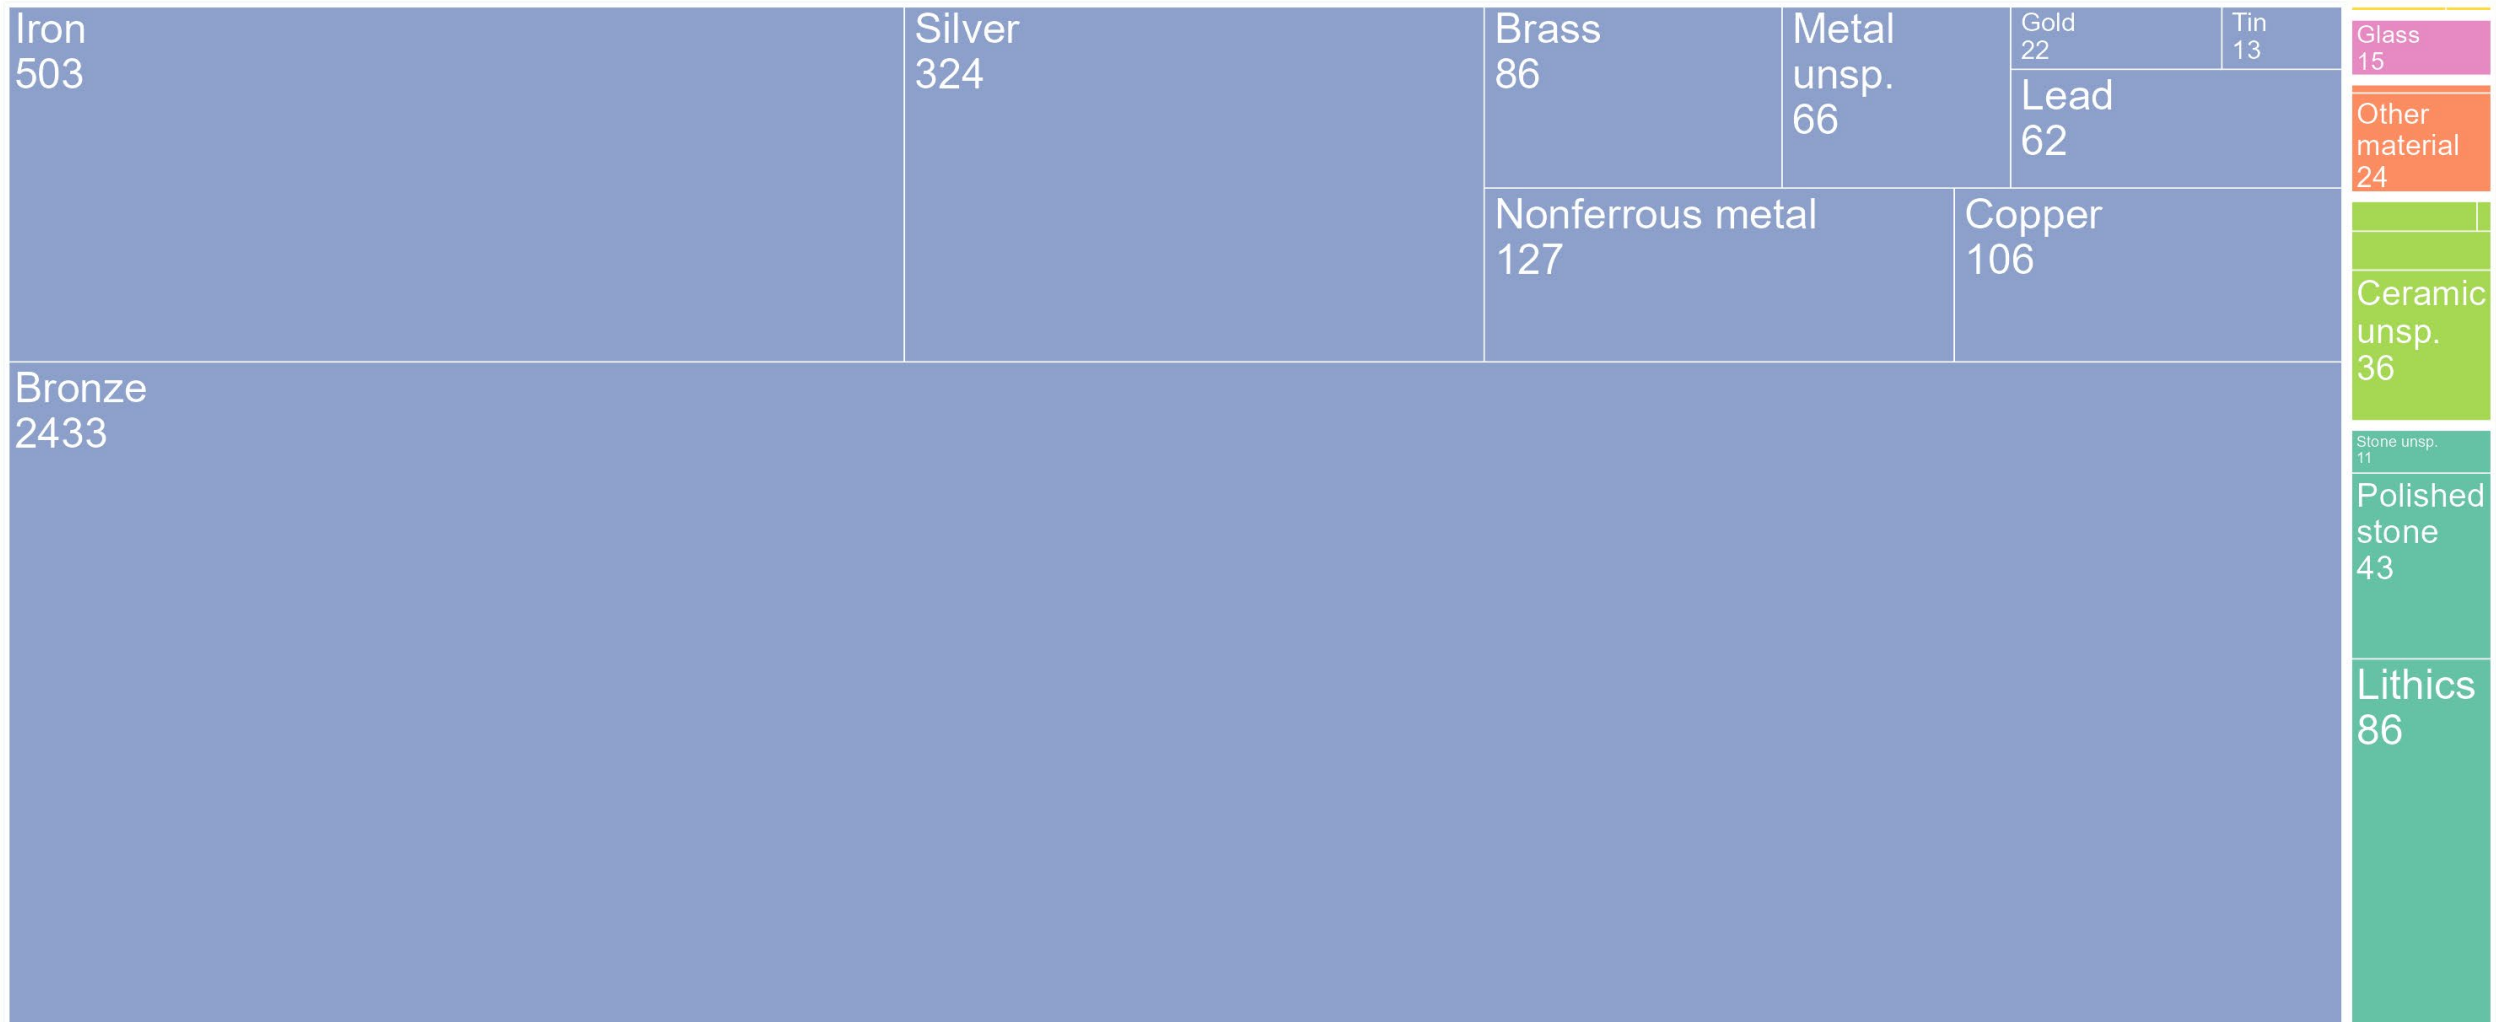 Iron
503
Silver
324
Brass
86
Metal
unsp.
66
Gold
22
Tin
13
Lead
62
Nonferrous metal
127
Copper
106
Bronze
2433
Glass
15
Other
material
24
Ceramic
unsp.
36
Stone unsp.
11
Polished
stone
43
Lithics
86